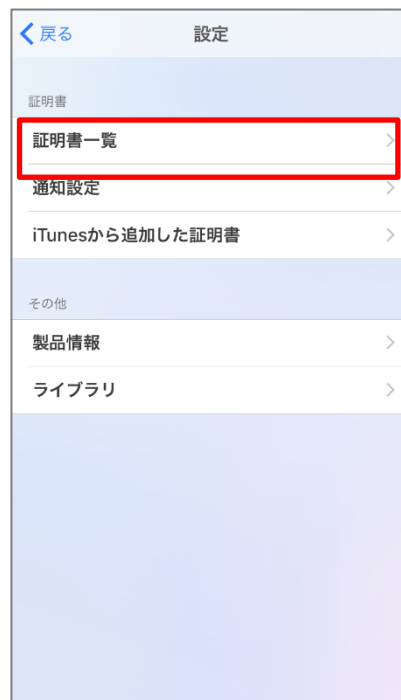 戻る 設定
証明書
証明書一覧
通知設定
iTunesから追加した証明書
その他
製品情報
ライブラリ